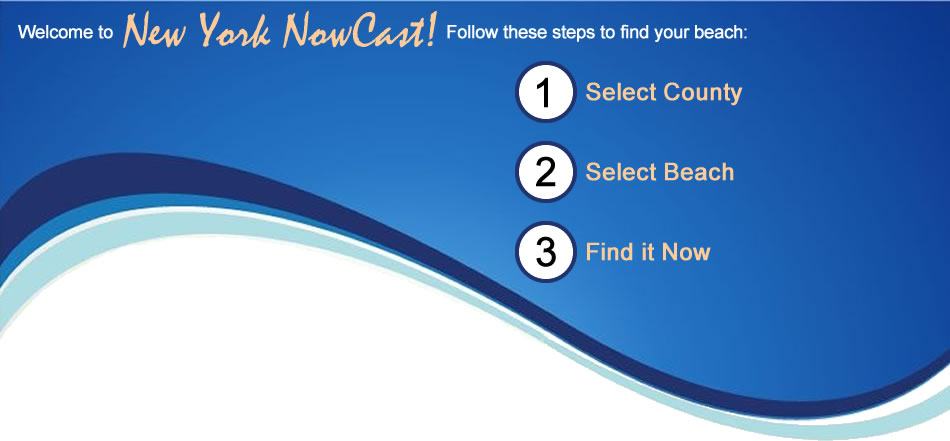 Welcome to New York NowCast! Follow these steps to find your beach:
1 Select County
2 Select Beach
3 Find it Now